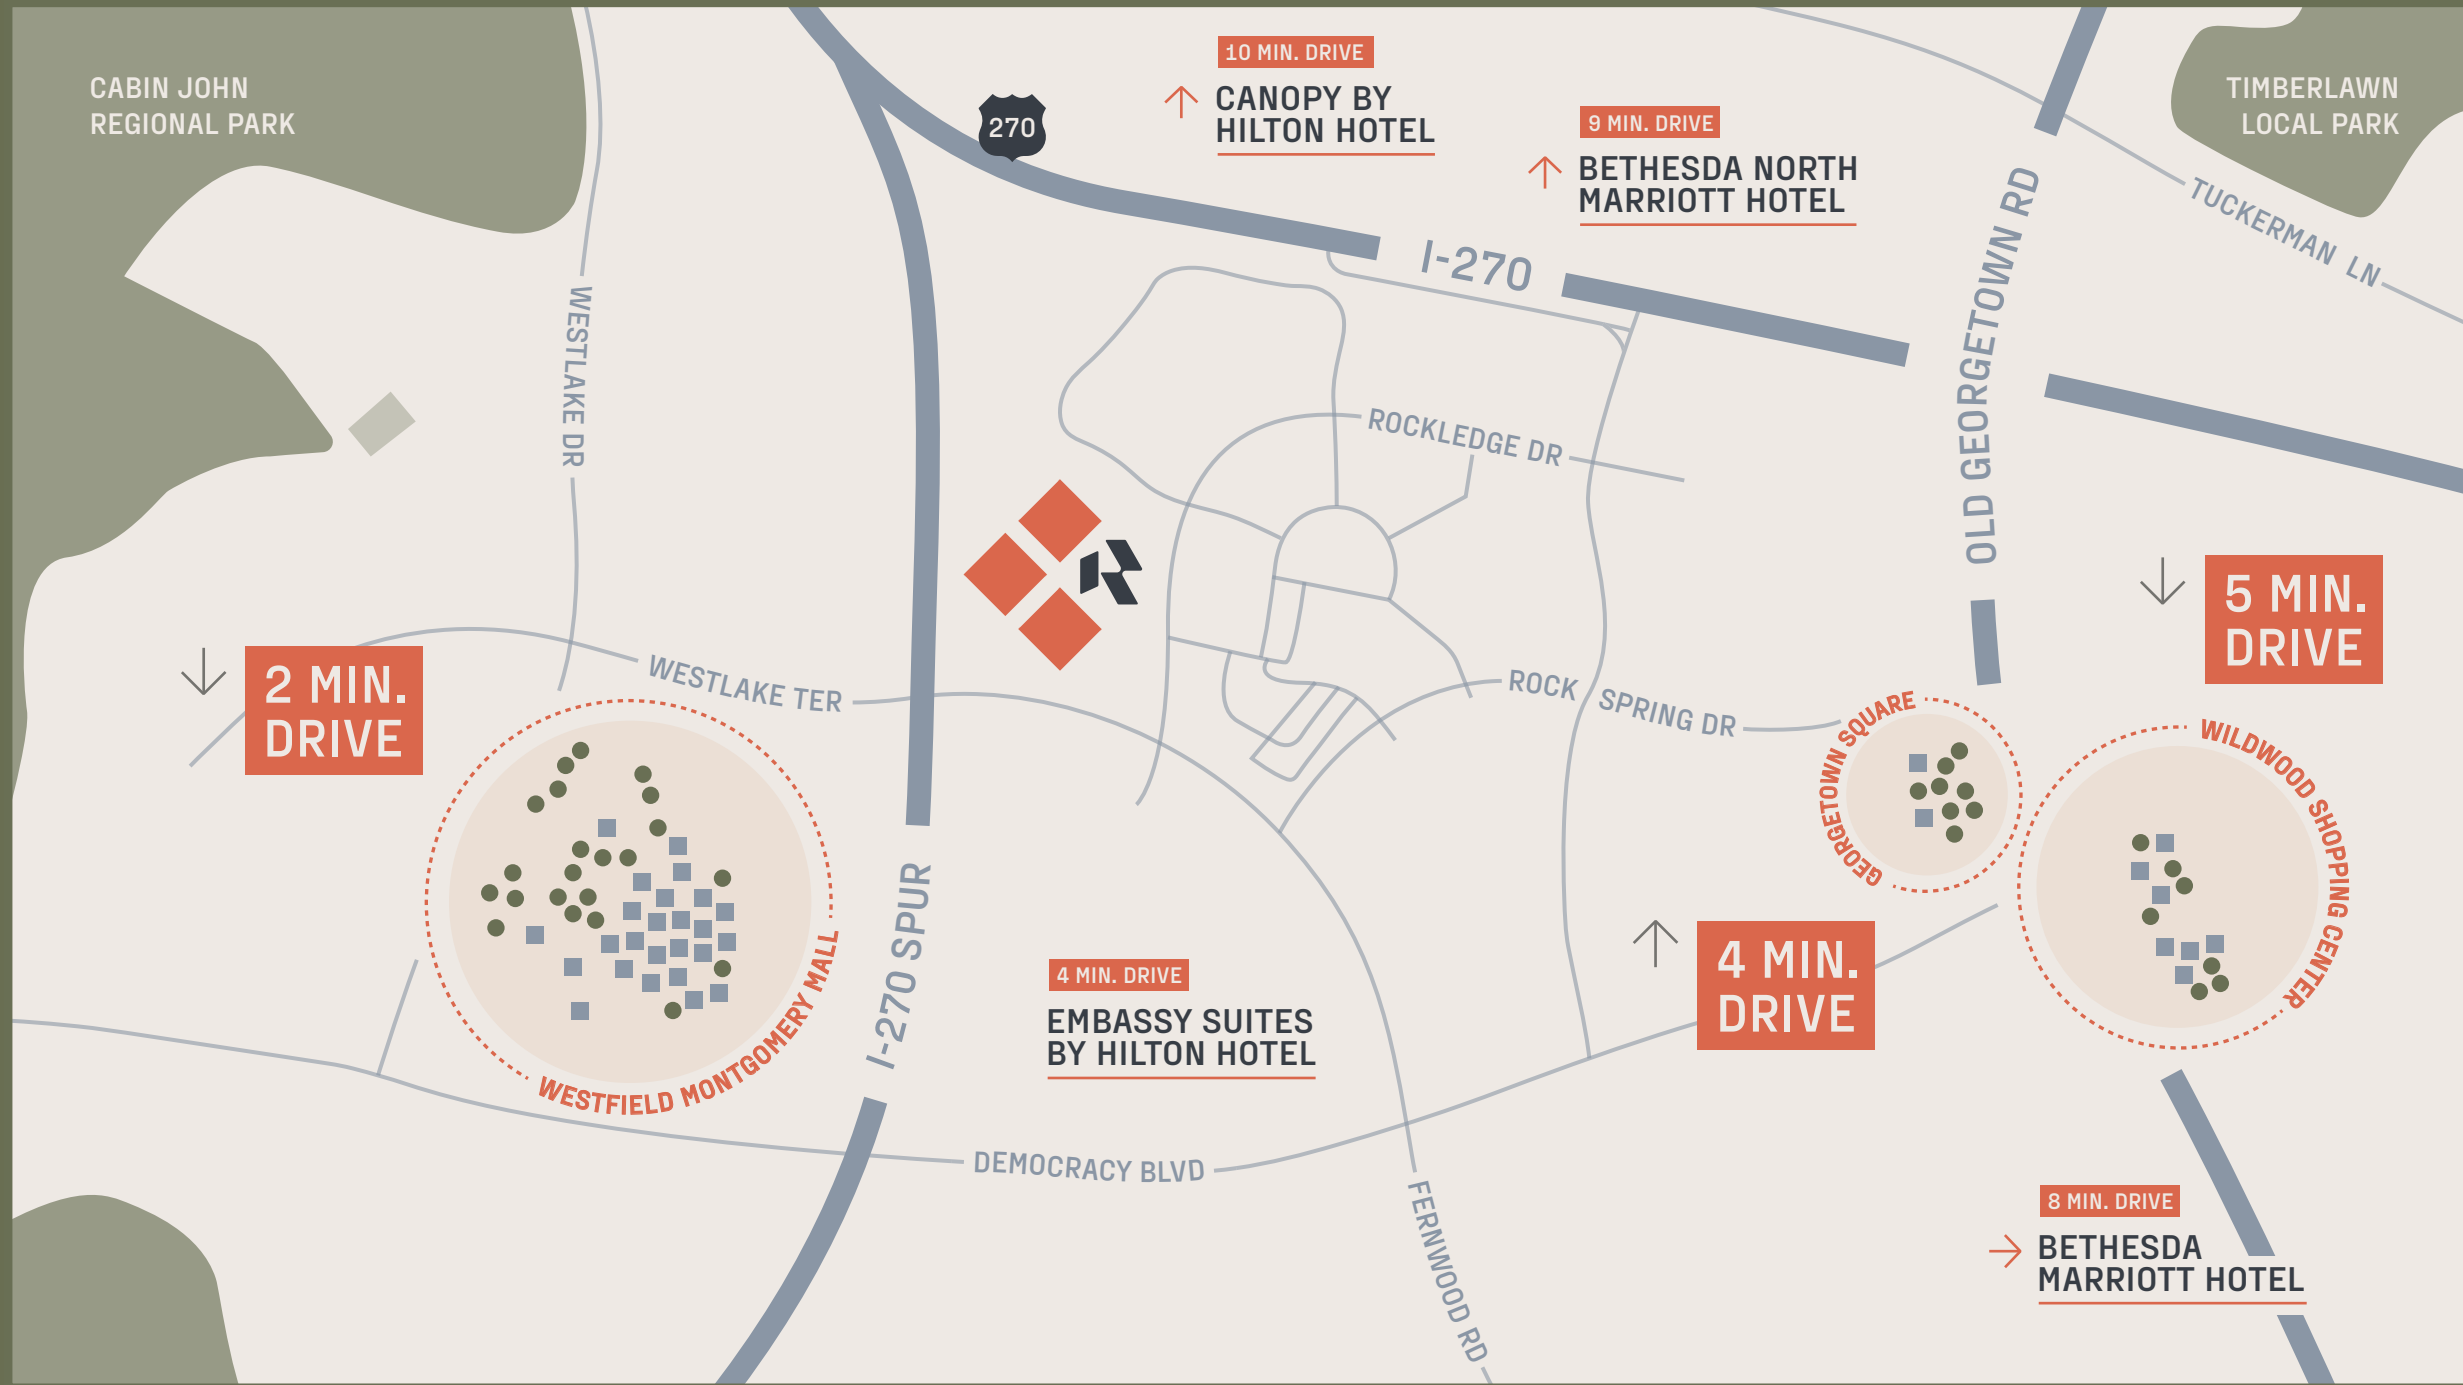 CABIN JOHN
REGIONAL PARK
10 MIN. DRIVE
CANOPY BY
HILTON HOTEL
270
9 MIN. DRIVE
BETHESDA NORTH
MARRIOTT HOTEL
TIMBERLAWN
LOCAL PARK
TUCKERMAN LN
I-270
OLD GEORGETOWN RD
WESTLAKE DR
ROCKLEDGE DR
R
5 MIN.
DRIVE
2 MIN.
DRIVE
WESTLAKE TER
ROCK SPRING DR
GEORGETOWN SQUARE
WILDWOOD SHOPPING CENTER
WESTFIELD MONTGOMERY MALL
I-270 SPUR
4 MIN.
DRIVE
4 MIN. DRIVE
EMBASSY SUITES
BY HILTON HOTEL
DEMOCRACY BLVD
FERNWOOD RD
8 MIN. DRIVE
BETHESDA
MARRIOTT HOTEL